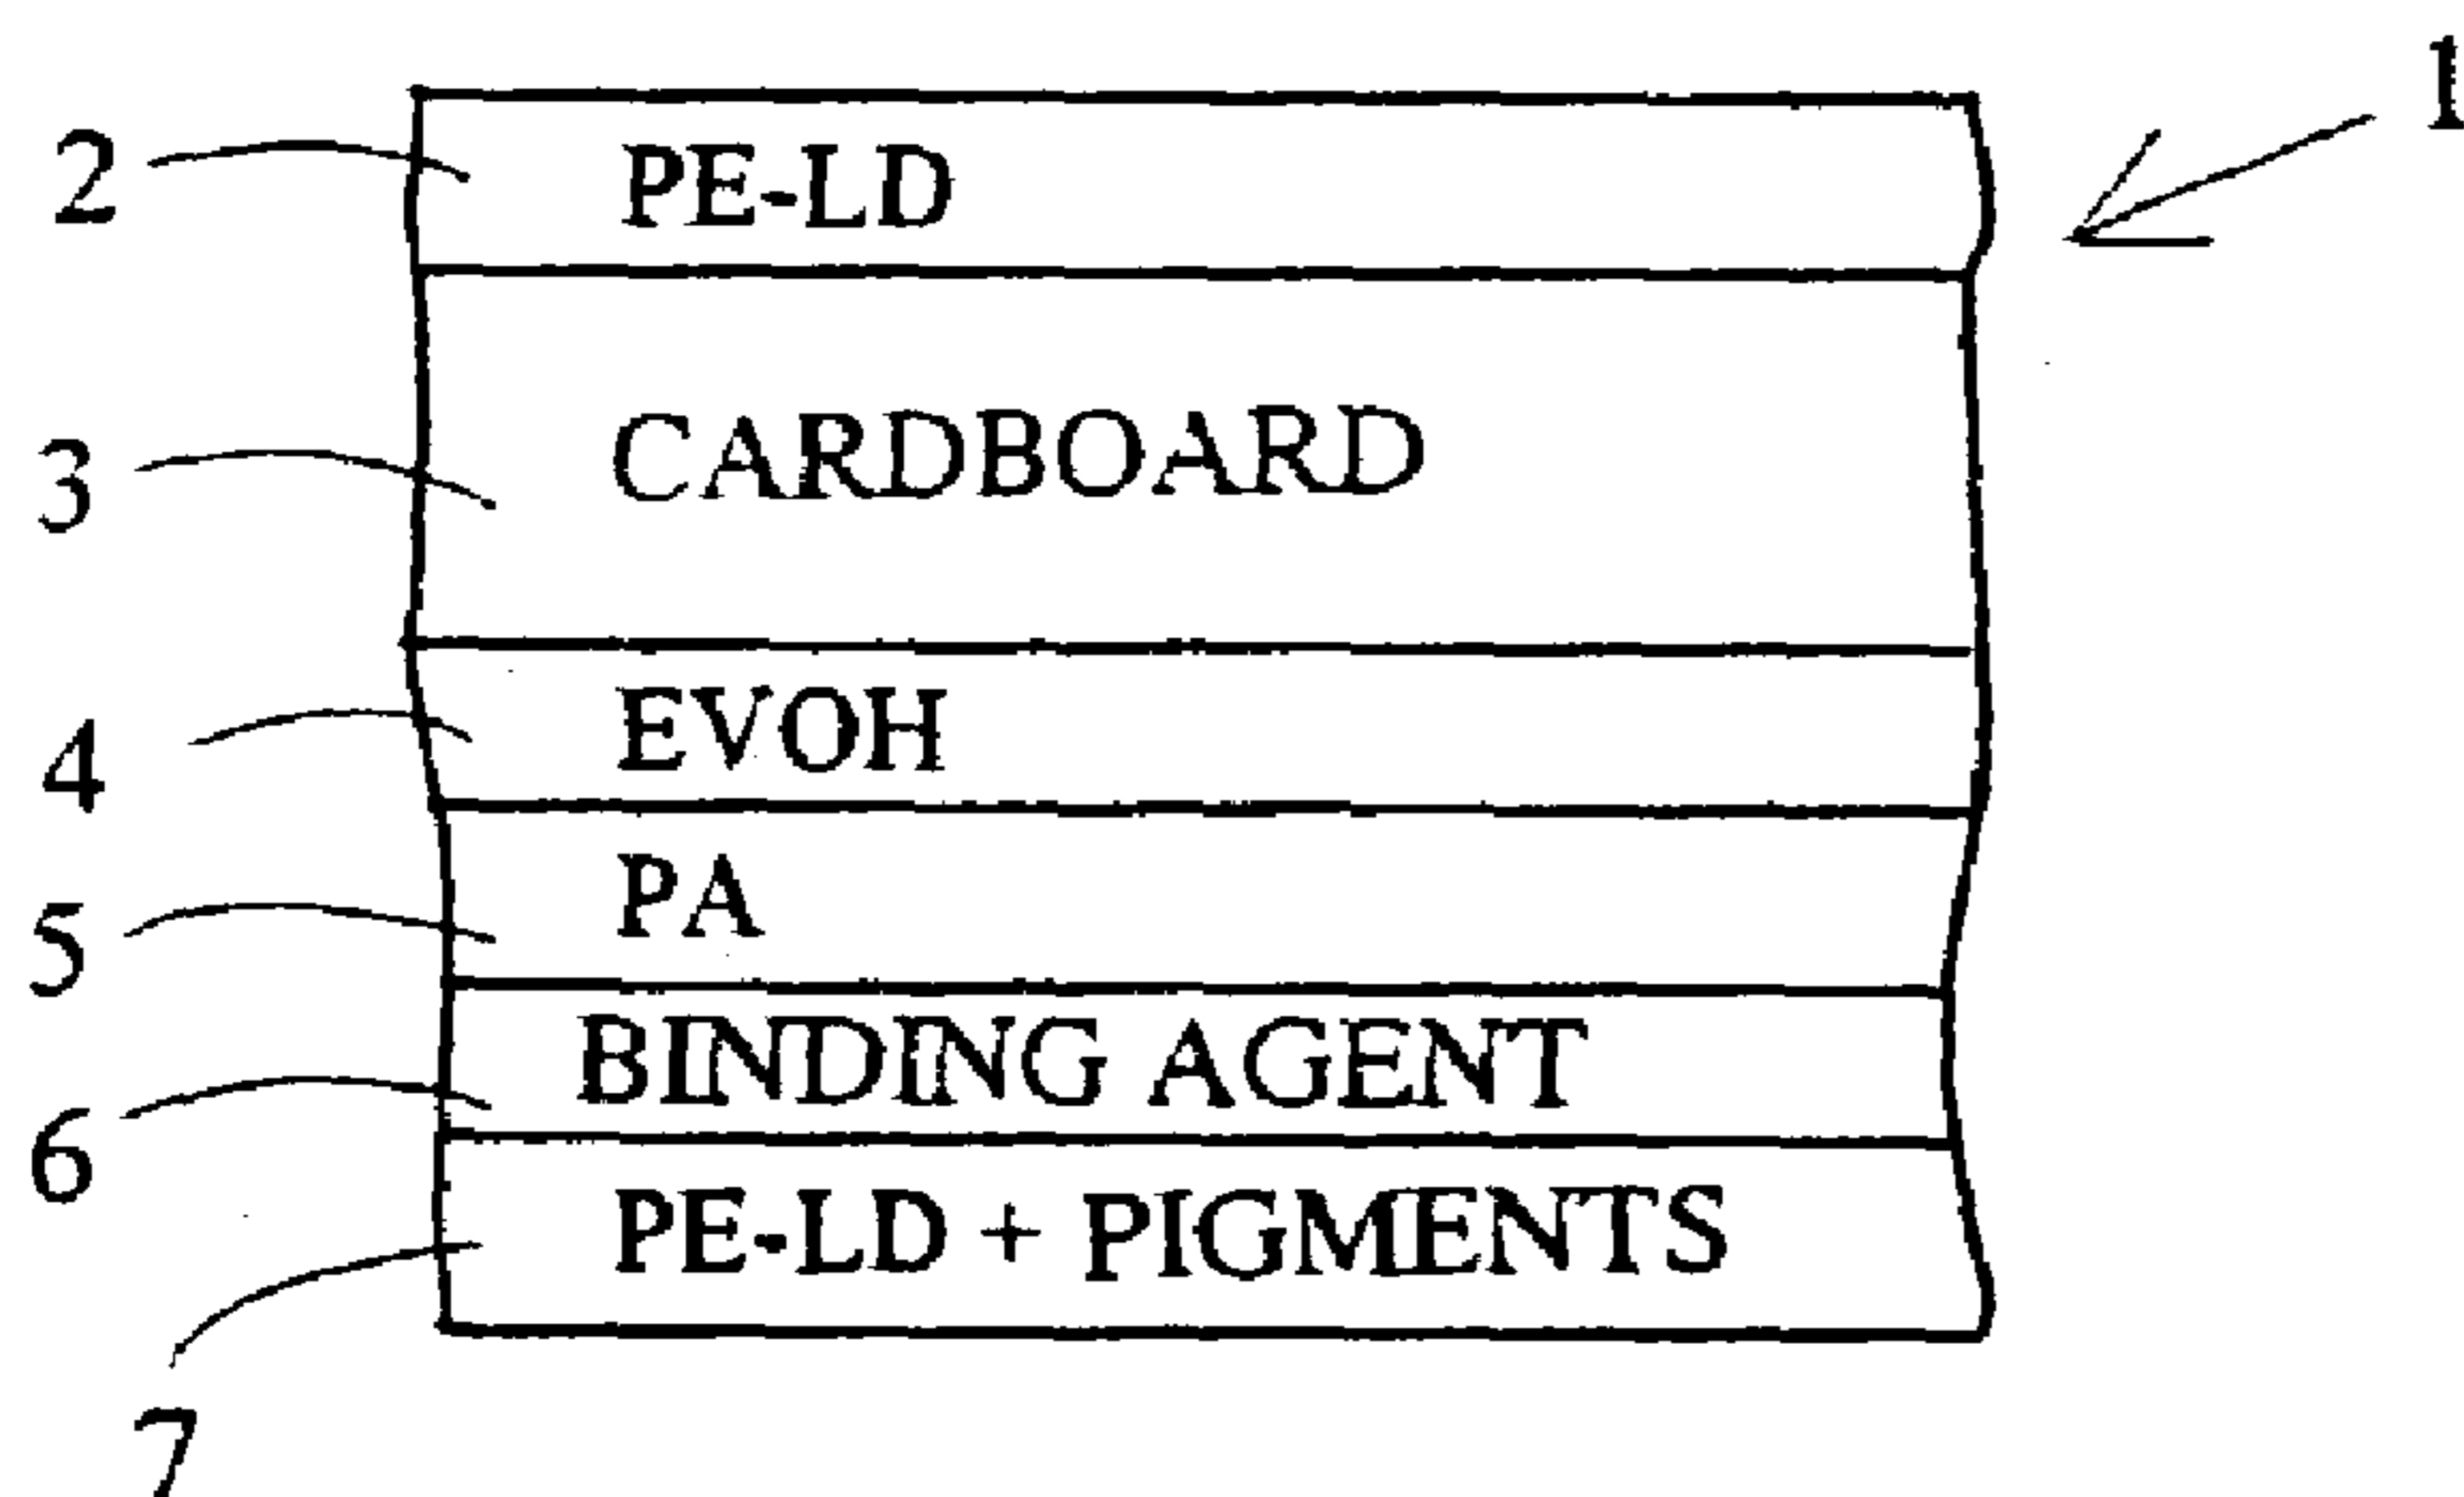 1
2 PE-LD
3 CARDBOARD
4 EVOH
5 PA
6 BINDING AGENT
7 PE-LD + PIGMENTS